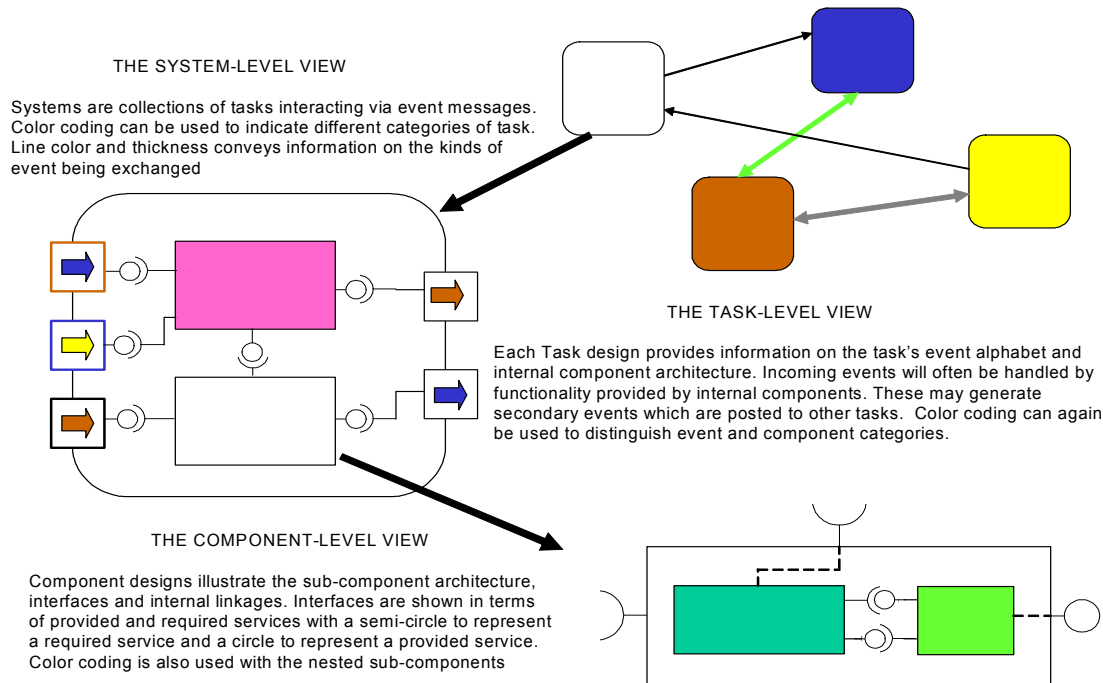 THE SYSTEM-LEVEL VIEW
Systems are collections of tasks interacting via event messages.
Color coding can be used to indicate different categories of task.
Line color and thickness conveys information on the kinds of
event being exchanged
THE TASK-LEVEL VIEW
Each Task design provides information on the task's event alphabet and
internal component architecture. Incoming events will often be handled by
functionality provided by internal components. These may generate
secondary events which are posted to other tasks.  Color coding can again
be used to distinguish event and component categories.
THE COMPONENT-LEVEL VIEW
Component designs illustrate the sub-component architecture,
interfaces and internal linkages. Interfaces are shown in terms
of provided and required services with a semi-circle to represent
a required service and a circle to represent a provided service.
Color coding is also used with the nested sub-components